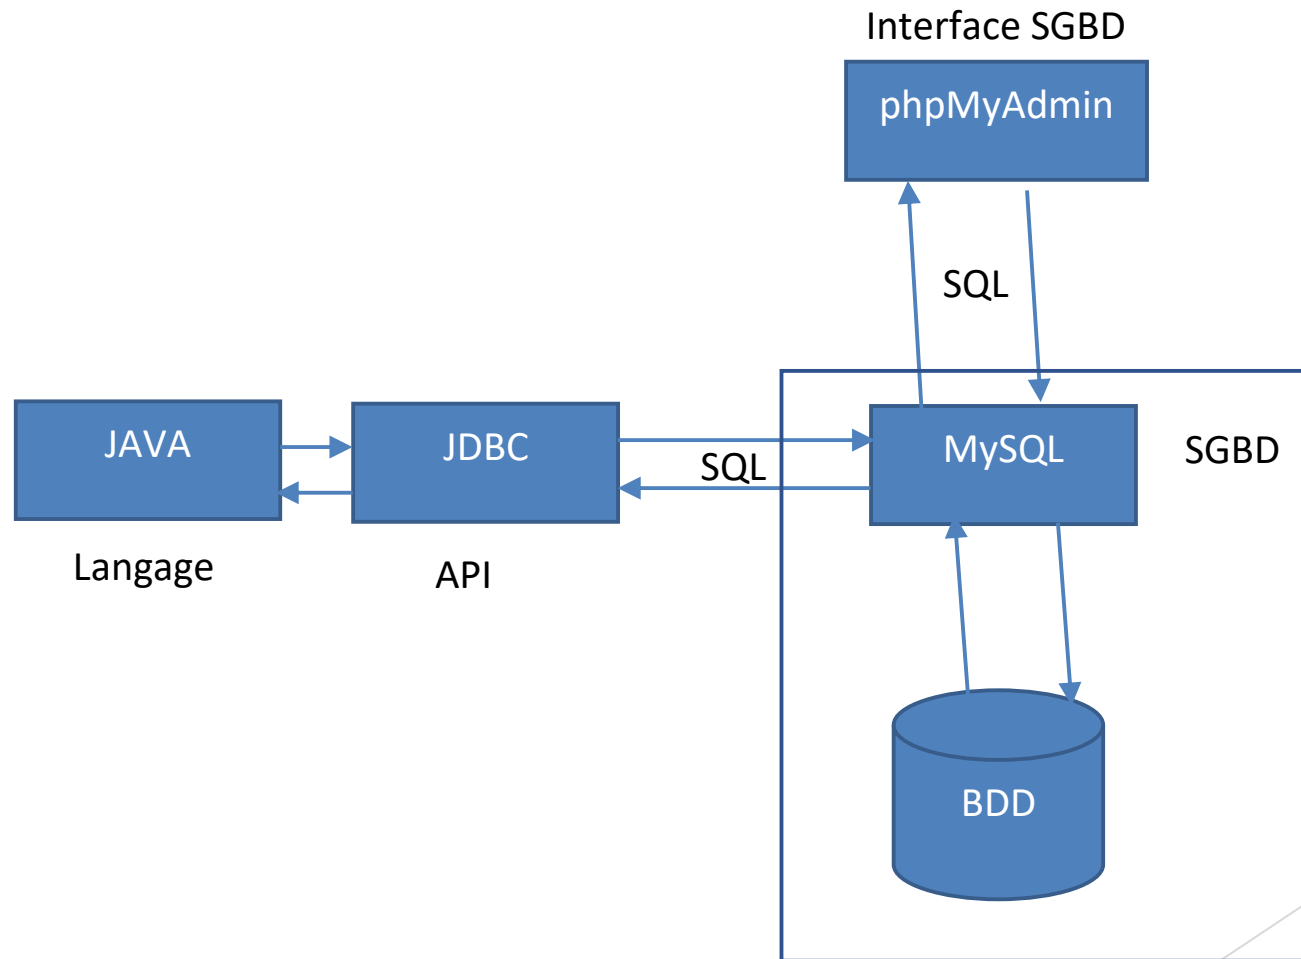 Interface SGBD
phpMyAdmin
SQL
JAVA
JDBC
SQL
MySQL
SGBD
Langage
API
BDD